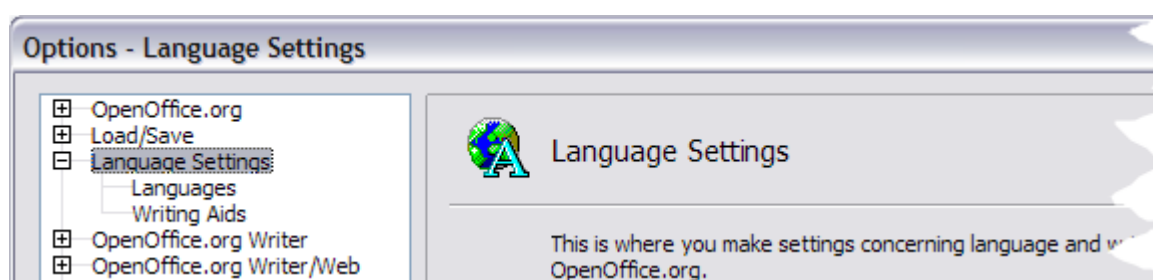 Options - Language Settings
OpenOffice.org
Load/Save
Language Settings
Languages
Writing Aids
OpenOffice.org Writer
OpenOffice.org Writer/Web
Language Settings
This is where you make settings concerning language and
OpenOffice.org.